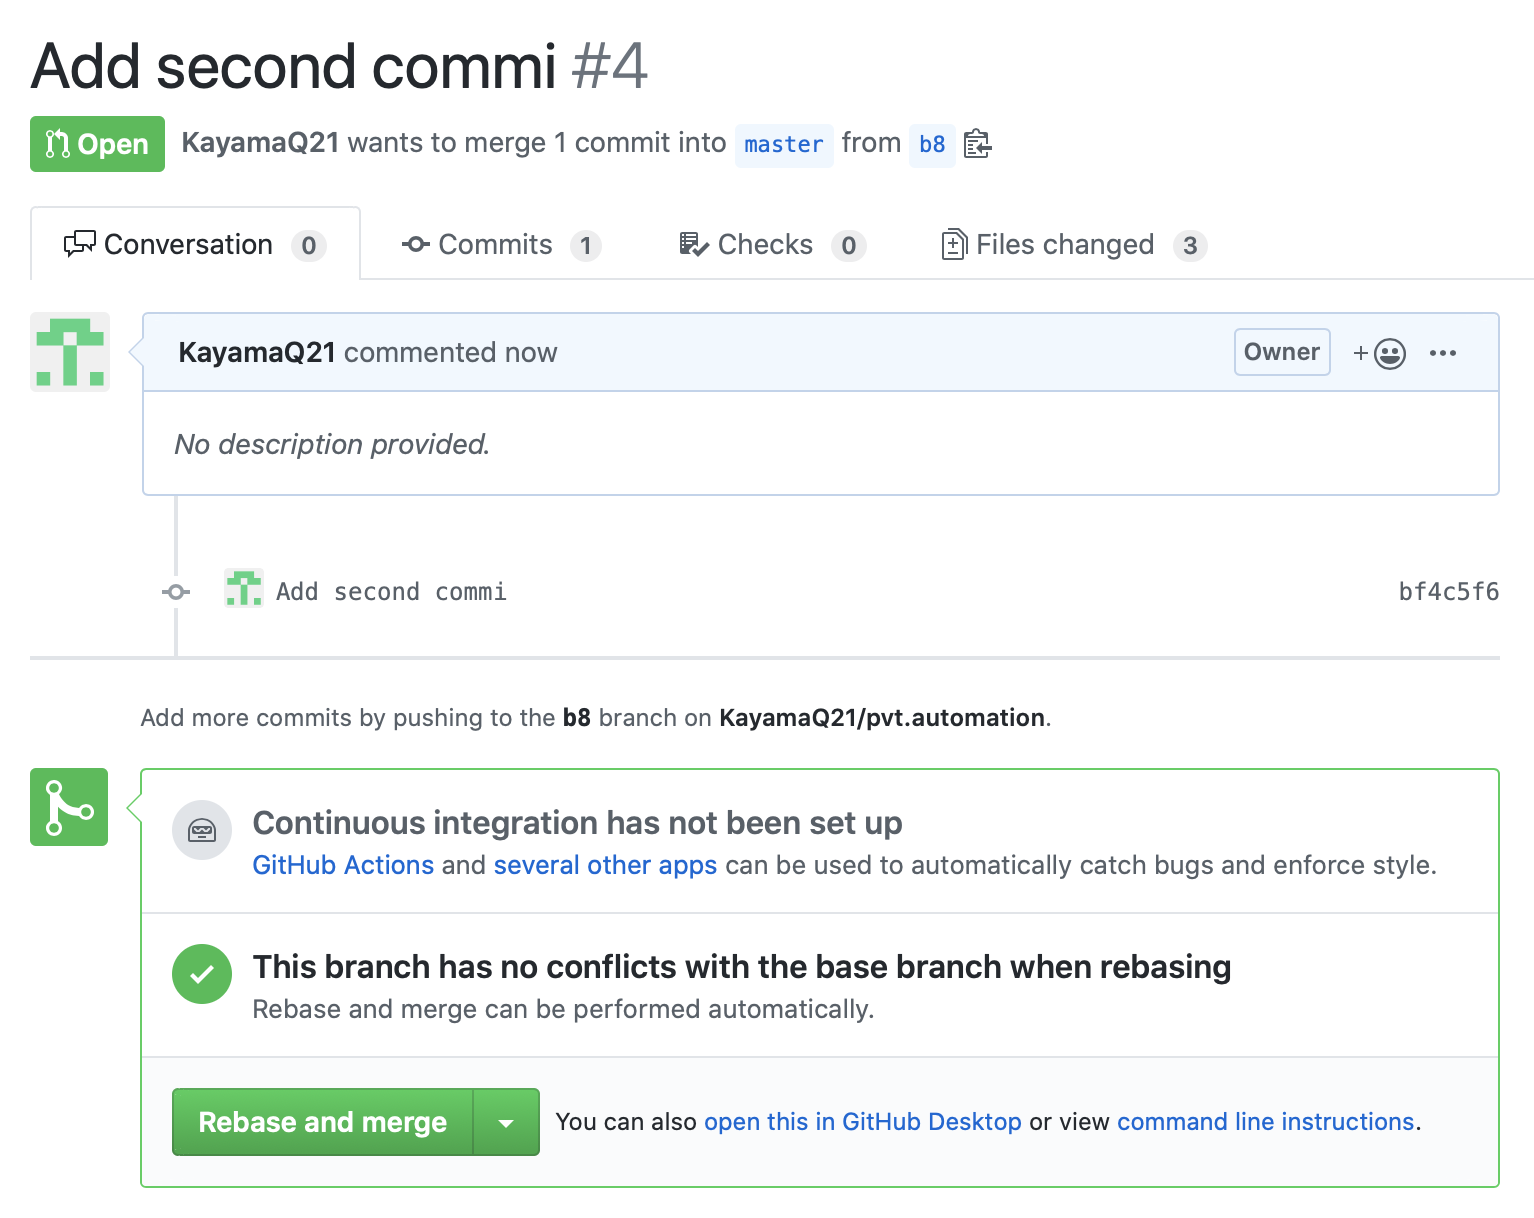 Add second commi #4
Open KayamaQ21 wants to merge 1 commit into master from b8
Conversation 0 Commits 1 Checks 0 Files changed 3
KayamaQ21 commented now Owner +
No description provided.
Add second commi bf4c5f6
Add more commits by pushing to the b8 branch on KayamaQ21/pvt.automation.
Continuous integration has not been set up
GitHub Actions and several other apps can be used to automatically catch bugs and enforce style.
This branch has no conflicts with the base branch when rebasing
Rebase and merge can be performed automatically.
Rebase and merge You can also open this in GitHub Desktop or view command line instructions.